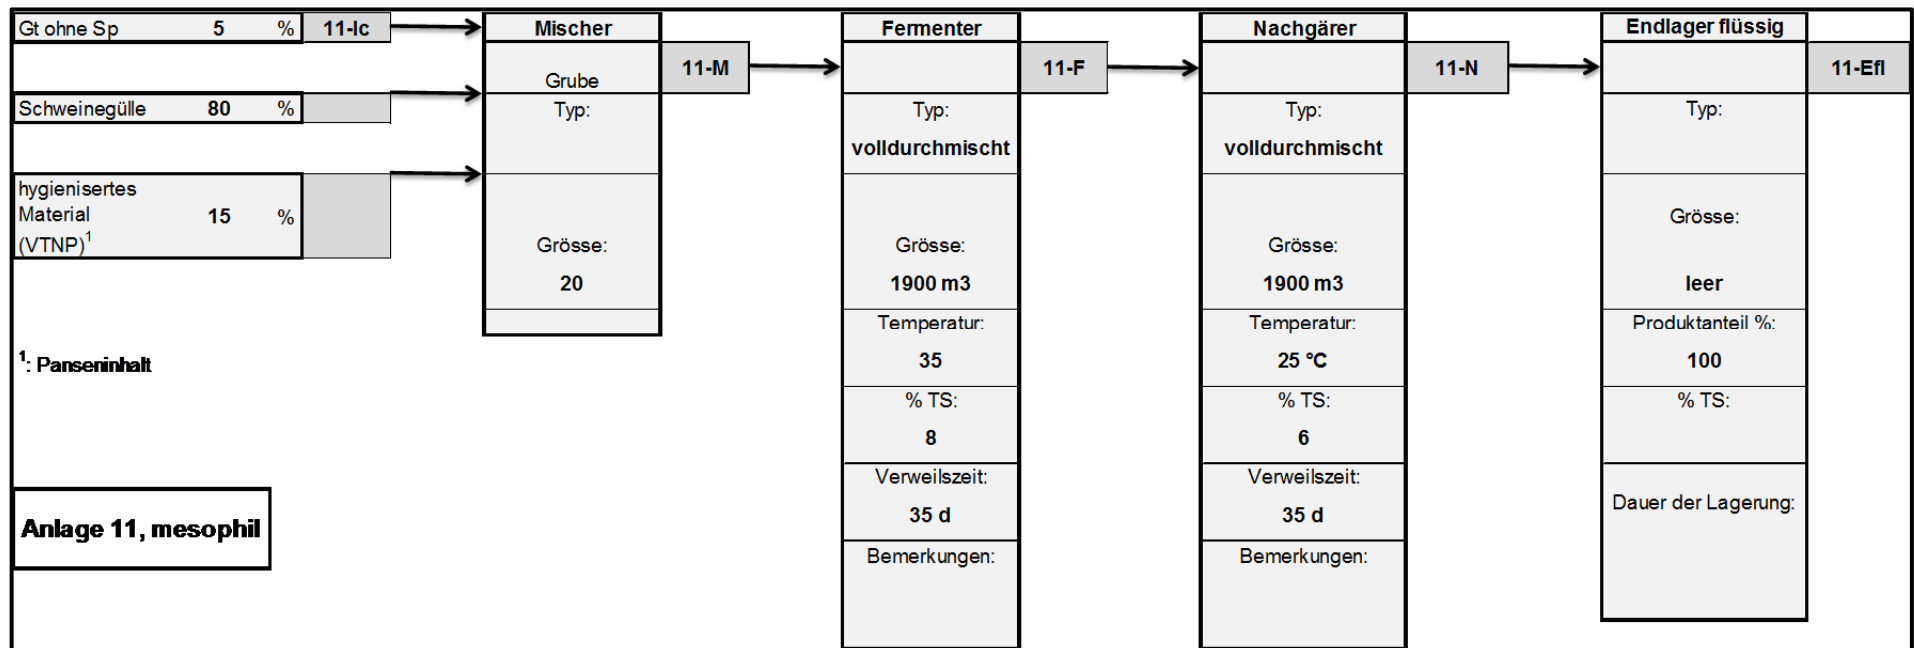 Gt ohne Sp 5 % 11-Ic
Schweinegülle 80 %
hygienisertes
Material 15 %
(VTNP)1
1: Panseninhalt
Anlage 11, mesophil
Mischer
Grube
Typ:
Grösse:
20
11-M
Fermenter
Typ:
volldurchmischt
Grösse:
1900 m3
Temperatur:
35
% TS:
8
Verweilszeit:
35 d
Bemerkungen:
11-F
Nachgärer
Typ:
volldurchmischt
Grösse:
1900 m3
Temperatur:
25 °C
% TS:
6
Verweilszeit:
35 d
Bemerkungen:
11-N
Endlager flüssig
Typ:
Grösse:
leer
Produktanteil %:
100
% TS:
Dauer der Lagerung:
11-Efl